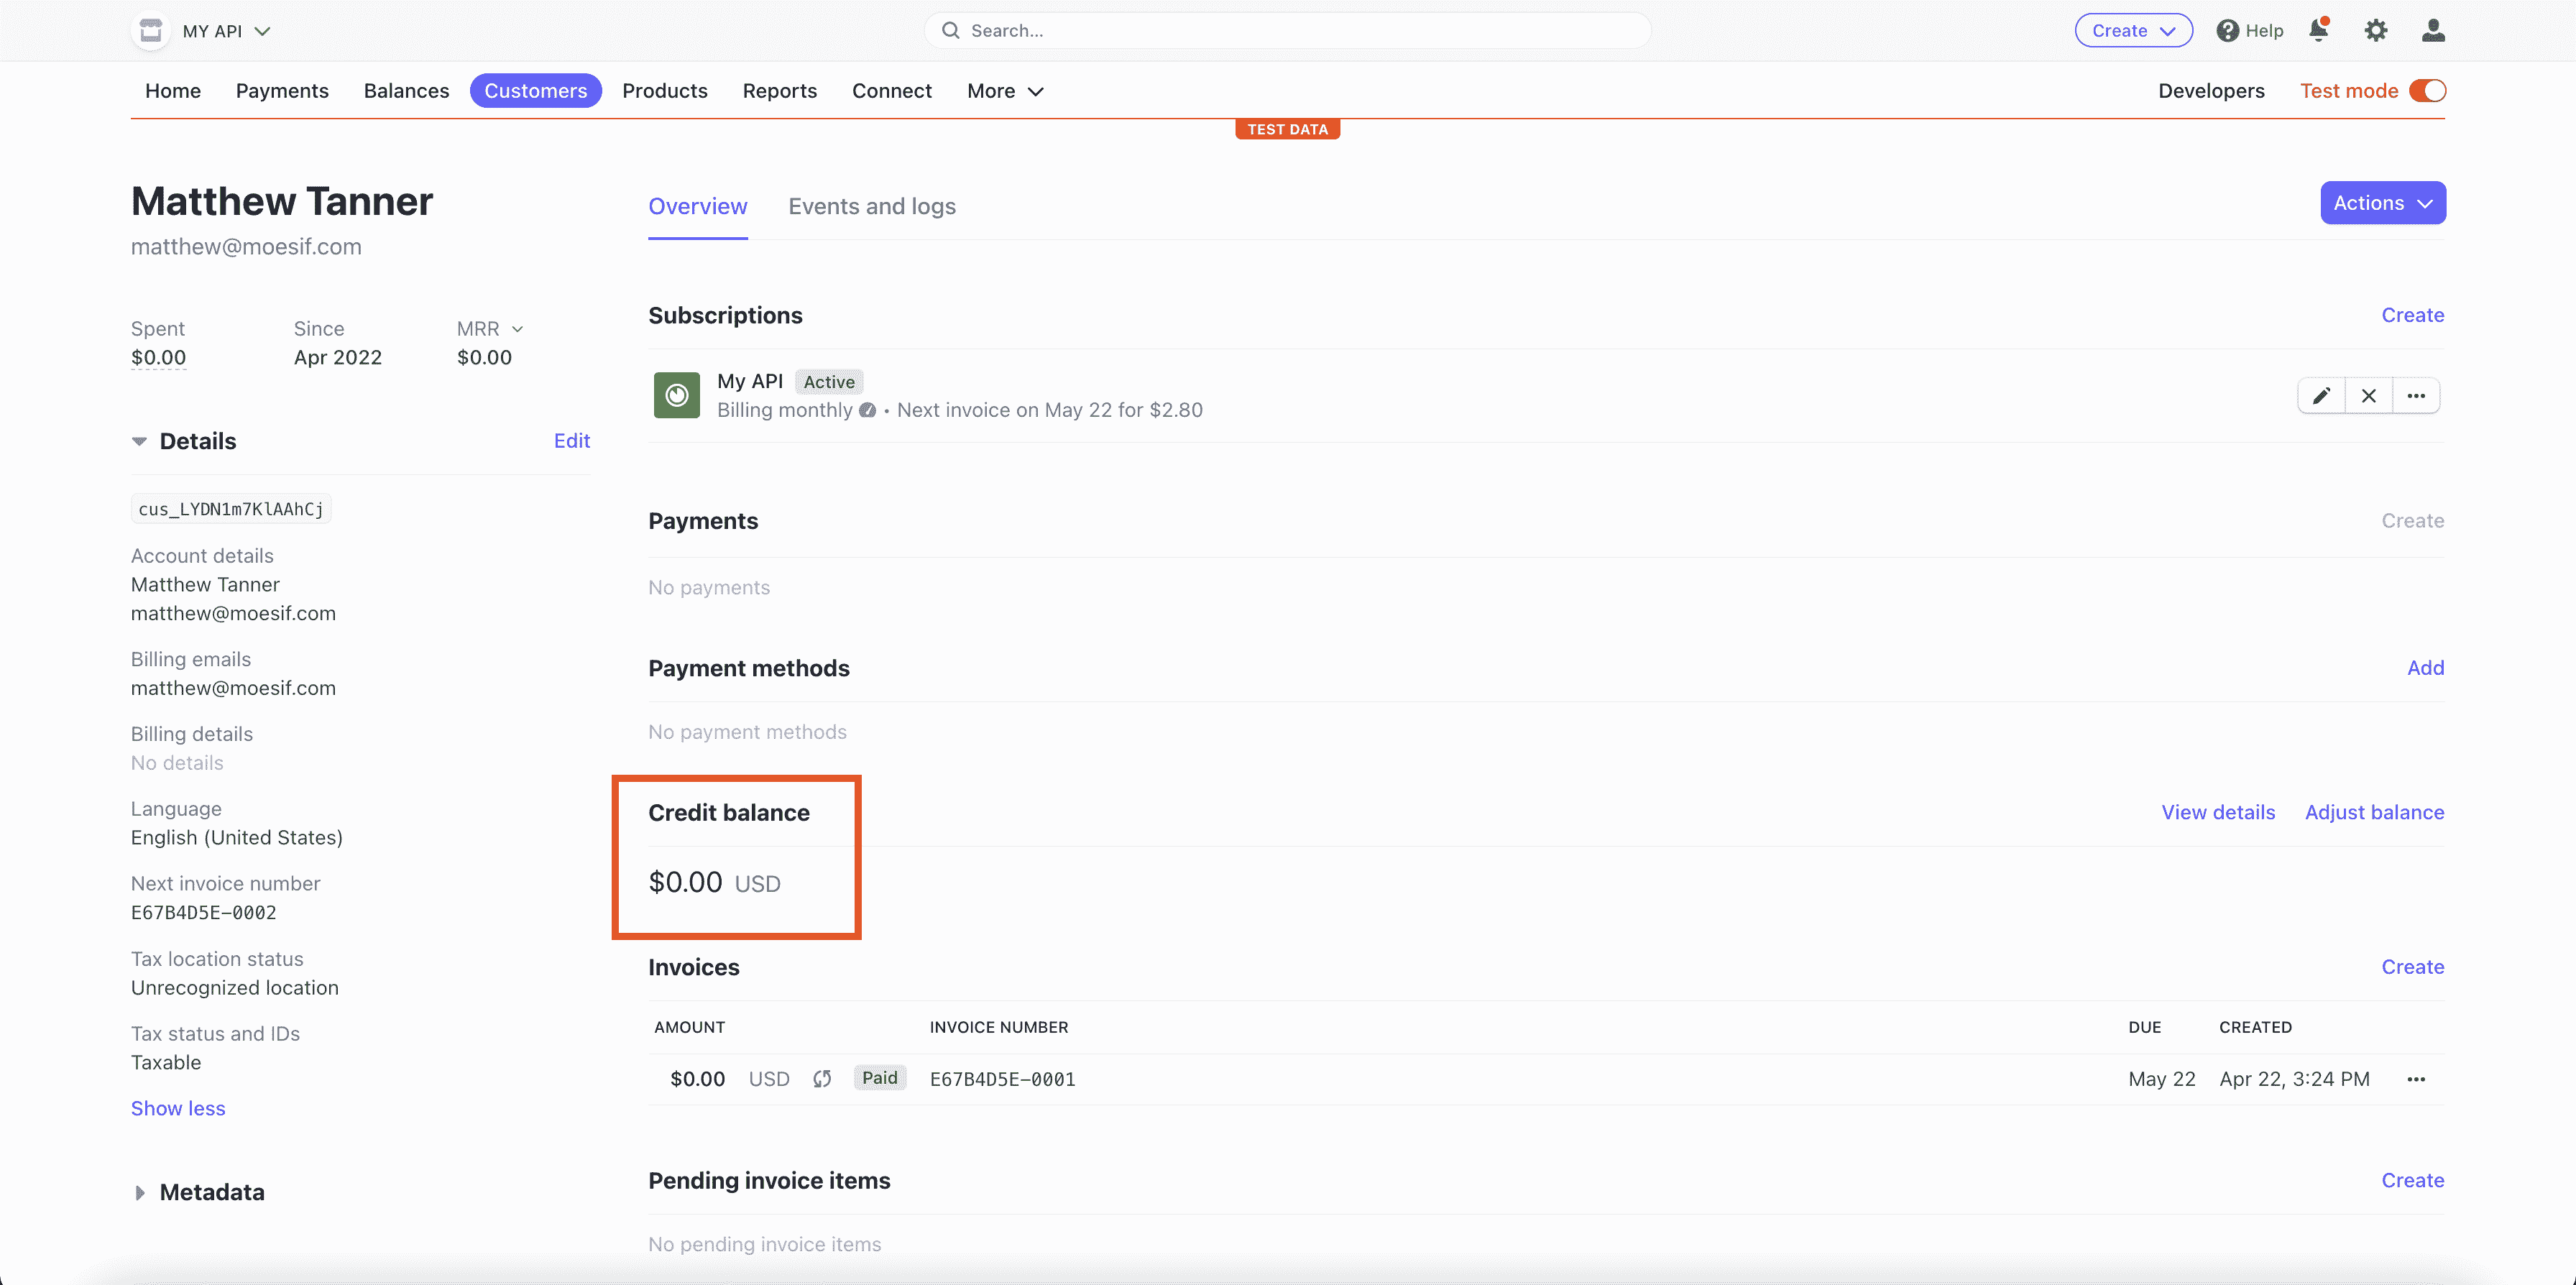 MY API
Search...
Create
Help
Home Payments Balances Customers Products Reports Connect More
Developers Test mode
TEST DATA
Matthew Tanner
matthew@moesif.com
Spent Since MRR
$0.00 Apr 2022 $0.00
Details Edit
cus_LYDN1m7KlAAhCj
Account details
Matthew Tanner
matthew@moesif.com
Billing emails
matthew@moesif.com
Billing details
No details
Language
English (United States)
Next invoice number
E67B4D5E–0002
Tax location status
Unrecognized location
Tax status and IDs
Taxable
Show less
Metadata
Overview Events and logs
Actions
Subscriptions Create
My API Active
Billing monthly • Next invoice on May 22 for $2.80
Payments Create
No payments
Payment methods Add
No payment methods
Credit balance View details Adjust balance
$0.00 USD
Invoices Create
AMOUNT INVOICE NUMBER DUE CREATED
$0.00 USD Paid E67B4D5E–0001 May 22 Apr 22, 3:24 PM
Pending invoice items Create
No pending invoice items